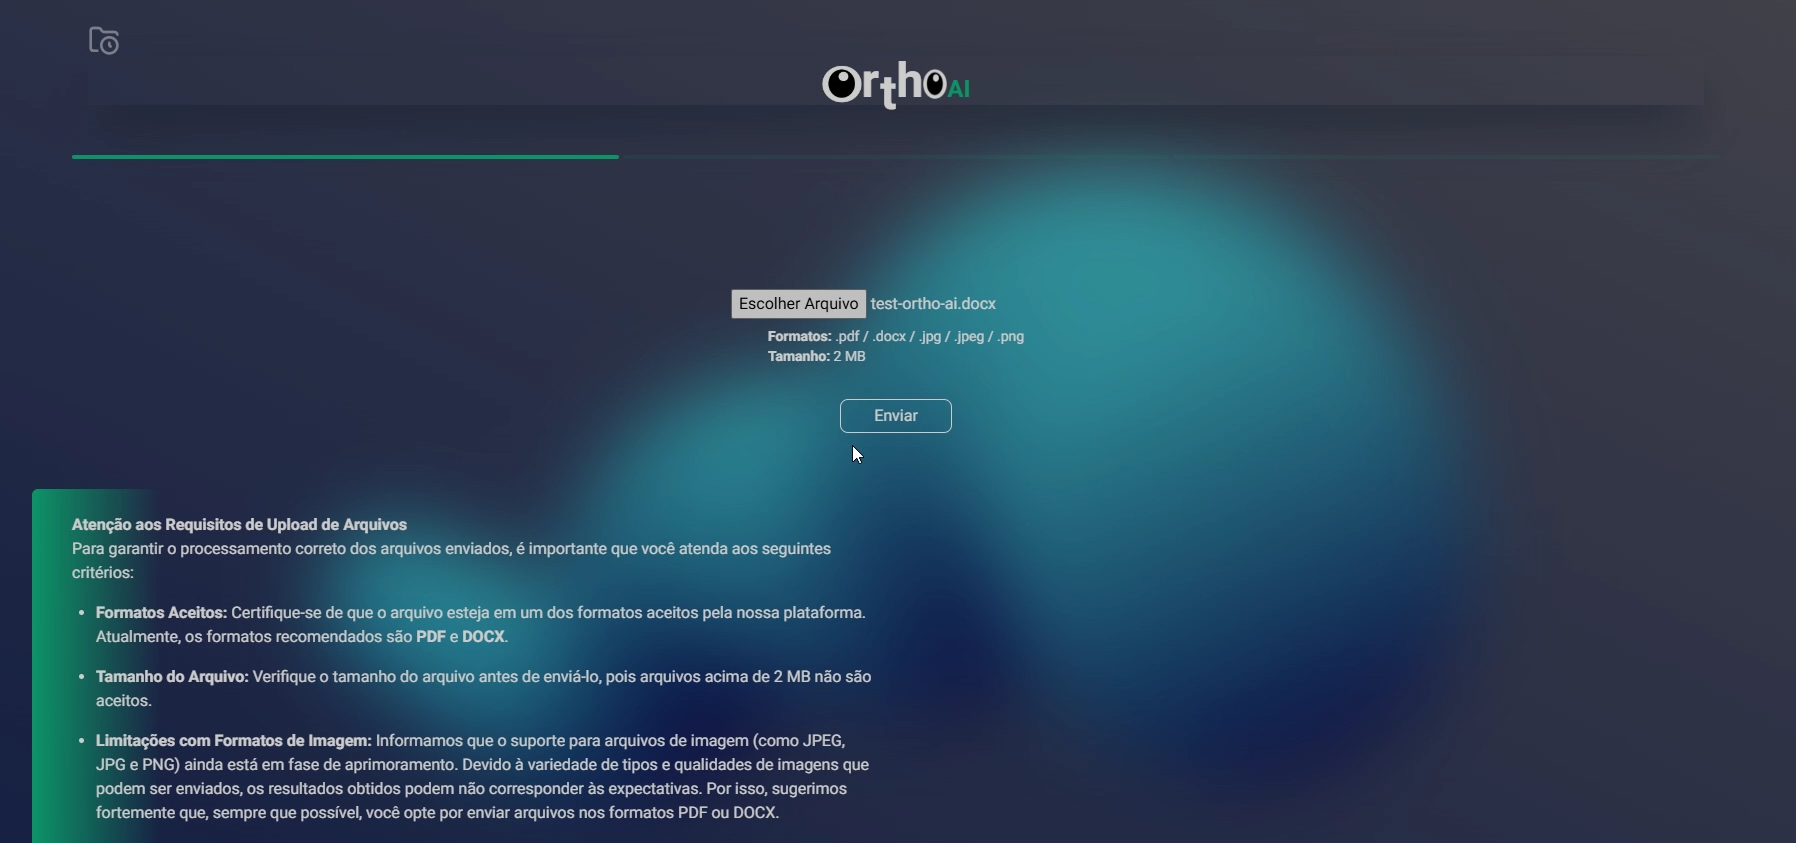 Ortho AI
Escolher Arquivo test-ortho-ai.docx
Formatos: .pdf / .docx / .jpg / .jpeg / .png
Tamanho: 2 MB
Enviar
Atenção aos Requisitos de Upload de Arquivos
Para garantir o processamento correto dos arquivos enviados, é importante que você atenda aos seguintes
critérios:
• Formatos Aceitos: Certifique-se de que o arquivo esteja em um dos formatos aceitos pela nossa plataforma.
Atualmente, os formatos recomendados são PDF e DOCX.
• Tamanho do Arquivo: Verifique o tamanho do arquivo antes de enviá-lo, pois arquivos acima de 2 MB não são
aceitos.
• Limitações com Formatos de Imagem: Informamos que o suporte para arquivos de imagem (como JPEG,
JPG e PNG) ainda está em fase de aprimoramento. Devido à variedade de tipos e qualidades de imagens que
podem ser enviados, os resultados obtidos podem não corresponder às expectativas. Por isso, sugerimos
fortemente que, sempre que possível, você opte por enviar arquivos nos formatos PDF ou DOCX.